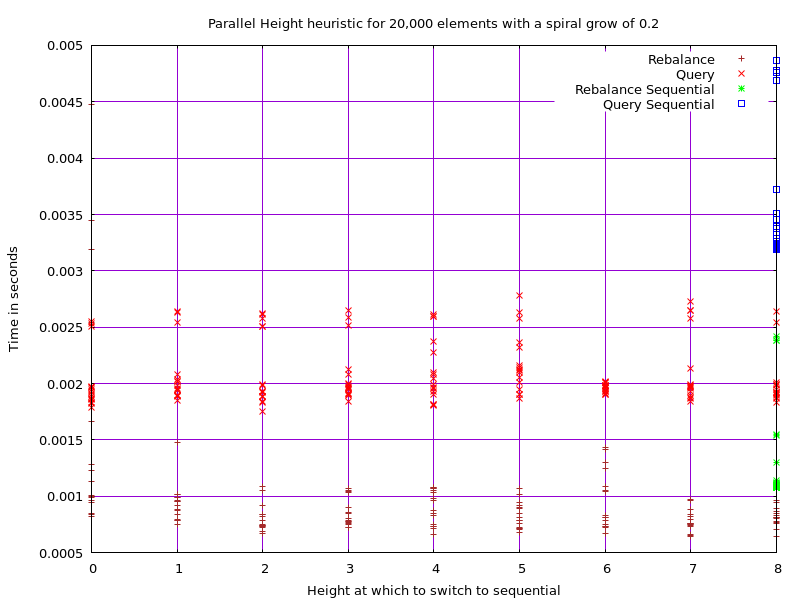 Parallel Height heuristic for 20,000 elements with a spiral grow of 0.2
0.005
0.0045
0.004
0.0035
0.003
0.0025
0.002
0.0015
0.001
0.0005
Time in seconds
Rebalance
Query
Rebalance Sequential
Query Sequential
0 1 2 3 4 5 6 7 8
Height at which to switch to sequential